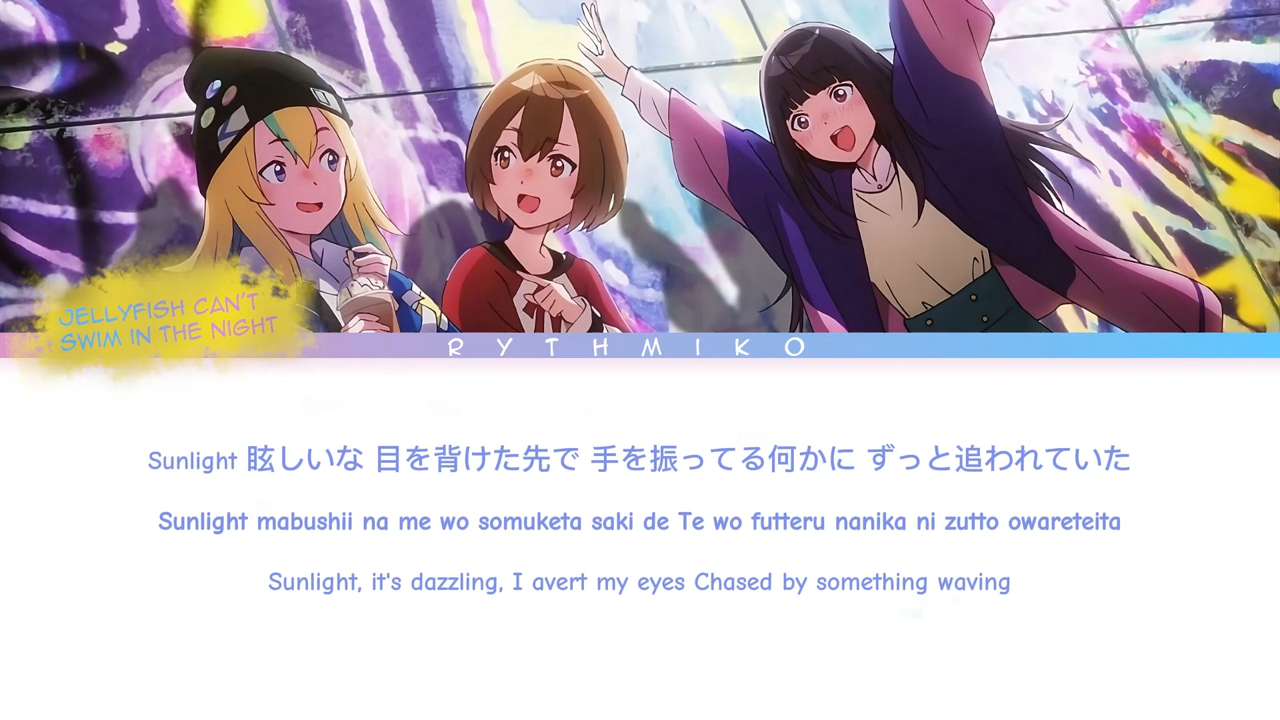 JELLYFISH CAN'T
SWIM IN THE NIGHT
RYTHMIKO
Sunlight 眩しいな 目を背けた先で 手を振ってる何かに ずっと追われていた
Sunlight mabushii na me wo somuketa saki de Te wo futteru nanika ni zutto owareteita
Sunlight, it's dazzling, I avert my eyes Chased by something waving